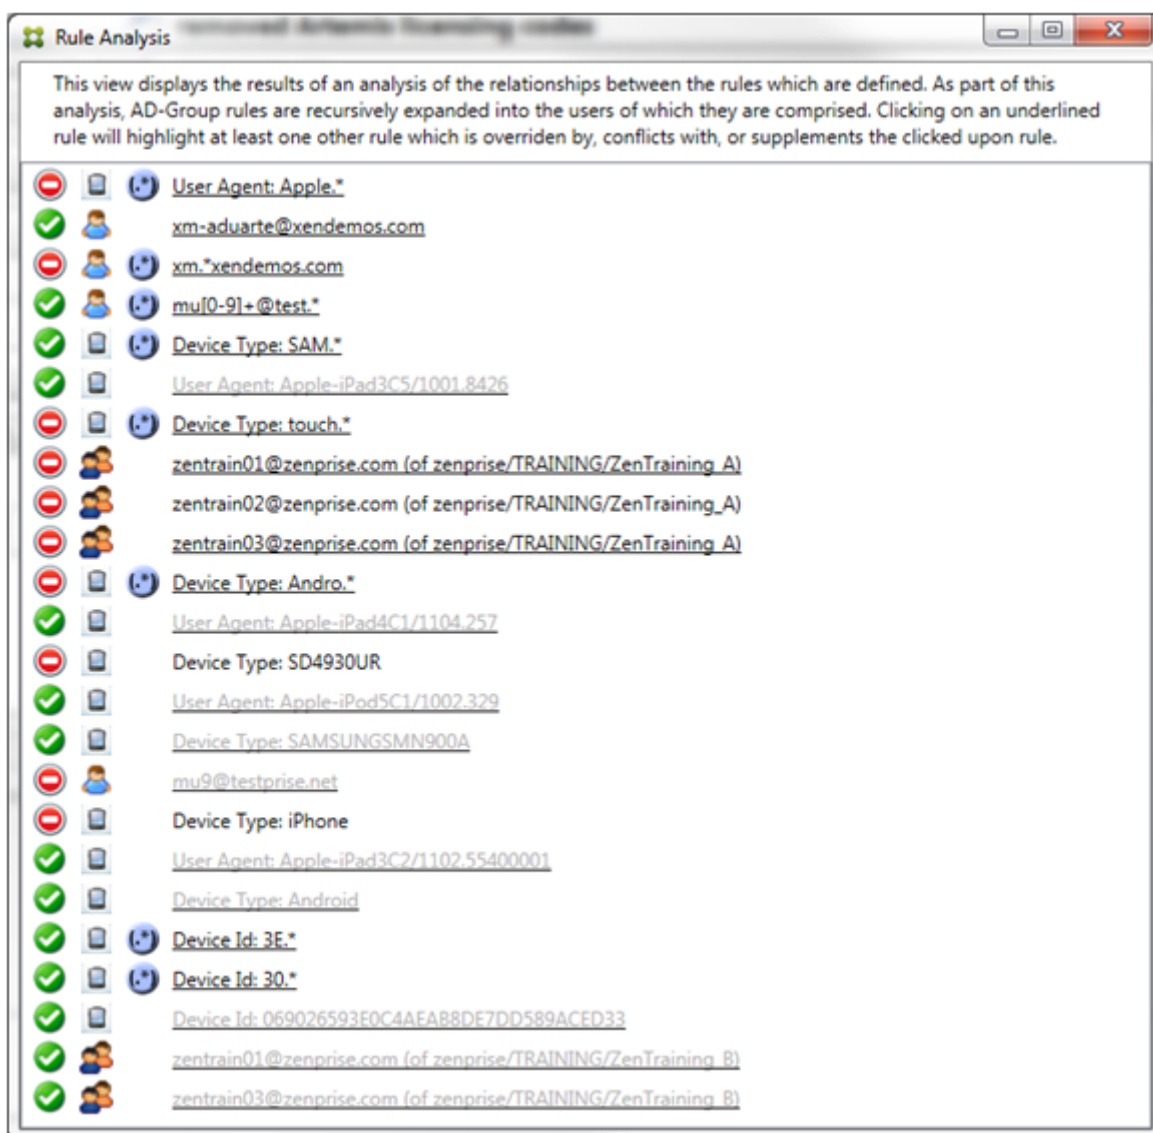 removed Artemis licensing codes
Rule Analysis
This view displays the results of an analysis of the relationships between the rules which are defined. As part of this
analysis, AD-Group rules are recursively expanded into the users of which they are comprised. Clicking on an underlined
rule will highlight at least one other rule which is overriden by, conflicts with, or supplements the clicked upon rule.
(.*) User Agent: Apple.*
xm-aduarte@xendemos.com
(.*) xm.*xendemos.com
(.*) mu[0-9]+@test.*
(.*) Device Type: SAM.*
User Agent: Apple-iPad3C5/1001.8426
(.*) Device Type: touch.*
zentrain01@zenprise.com (of zenprise/TRAINING/ZenTraining_A)
zentrain02@zenprise.com (of zenprise/TRAINING/ZenTraining_A)
zentrain03@zenprise.com (of zenprise/TRAINING/ZenTraining_A)
(.*) Device Type: Andro.*
User Agent: Apple-iPad4C1/1104.257
Device Type: SD4930UR
User Agent: Apple-iPod5C1/1002.329
Device Type: SAMSUNGSMN900A
mu9@testprise.net
Device Type: iPhone
User Agent: Apple-iPad3C2/1102.55400001
Device Type: Android
(.*) Device Id: 3E.*
(.*) Device Id: 30.*
Device Id: 069026593E0C4AEAB8DE7DD589ACED33
zentrain01@zenprise.com (of zenprise/TRAINING/ZenTraining_B)
zentrain03@zenprise.com (of zenprise/TRAINING/ZenTraining_B)